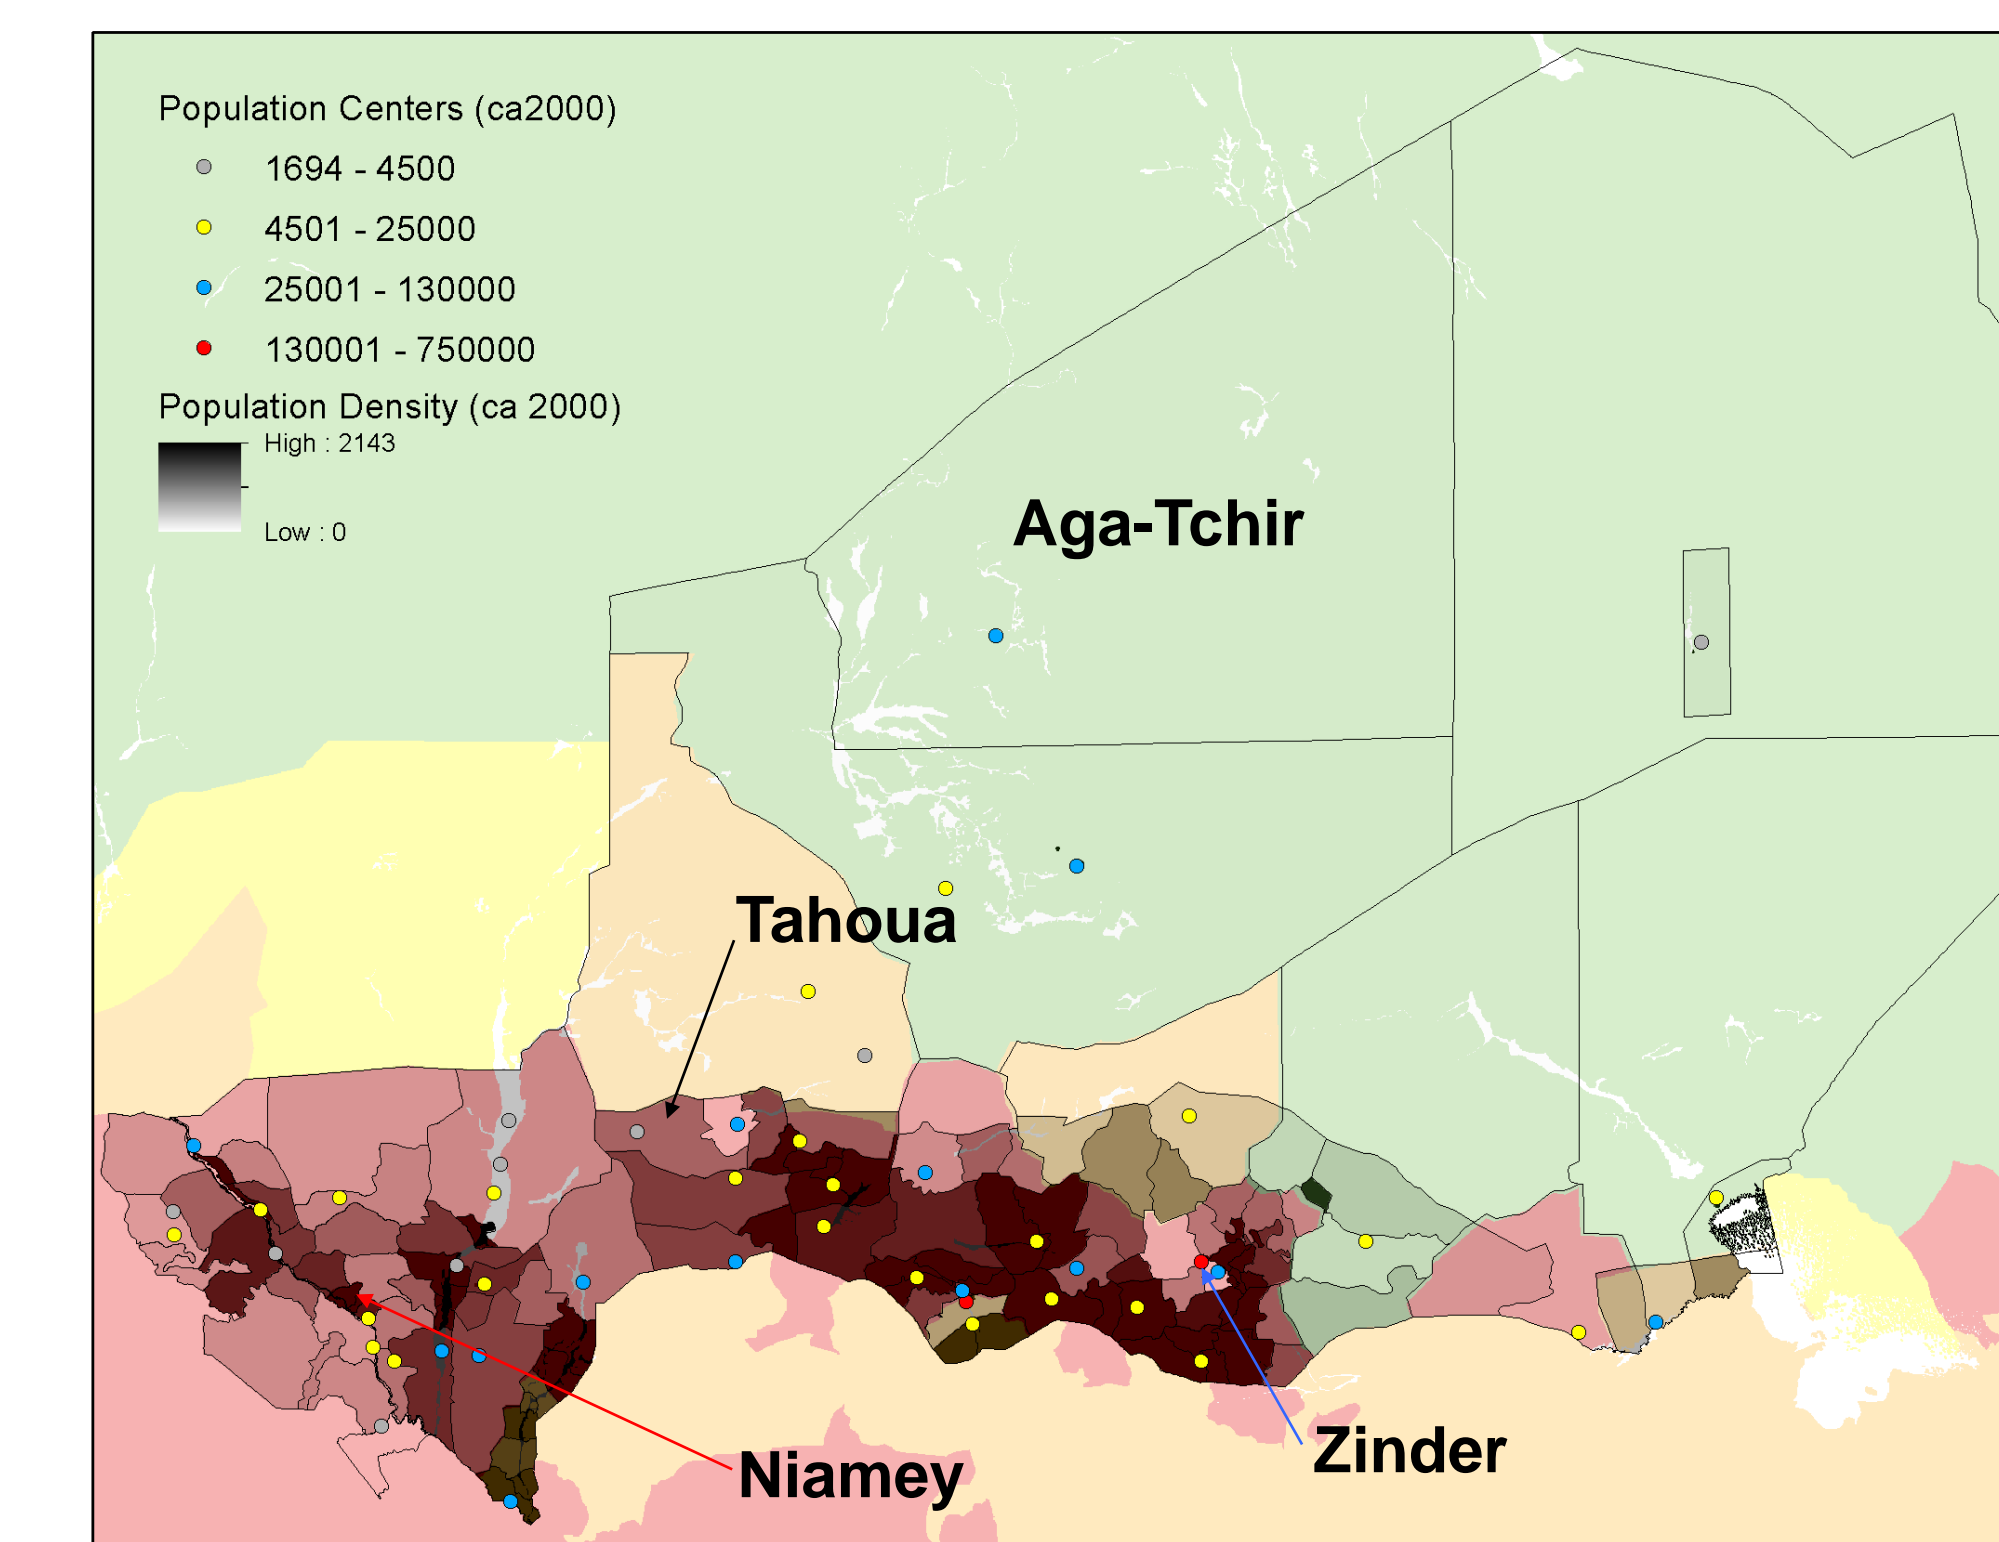 Population Centers (ca2000)
1694 - 4500
4501 - 25000
25001 - 130000
130001 - 750000
Population Density (ca 2000)
High : 2143
Low : 0
Aga-Tchir
Tahoua
Niamey
Zinder